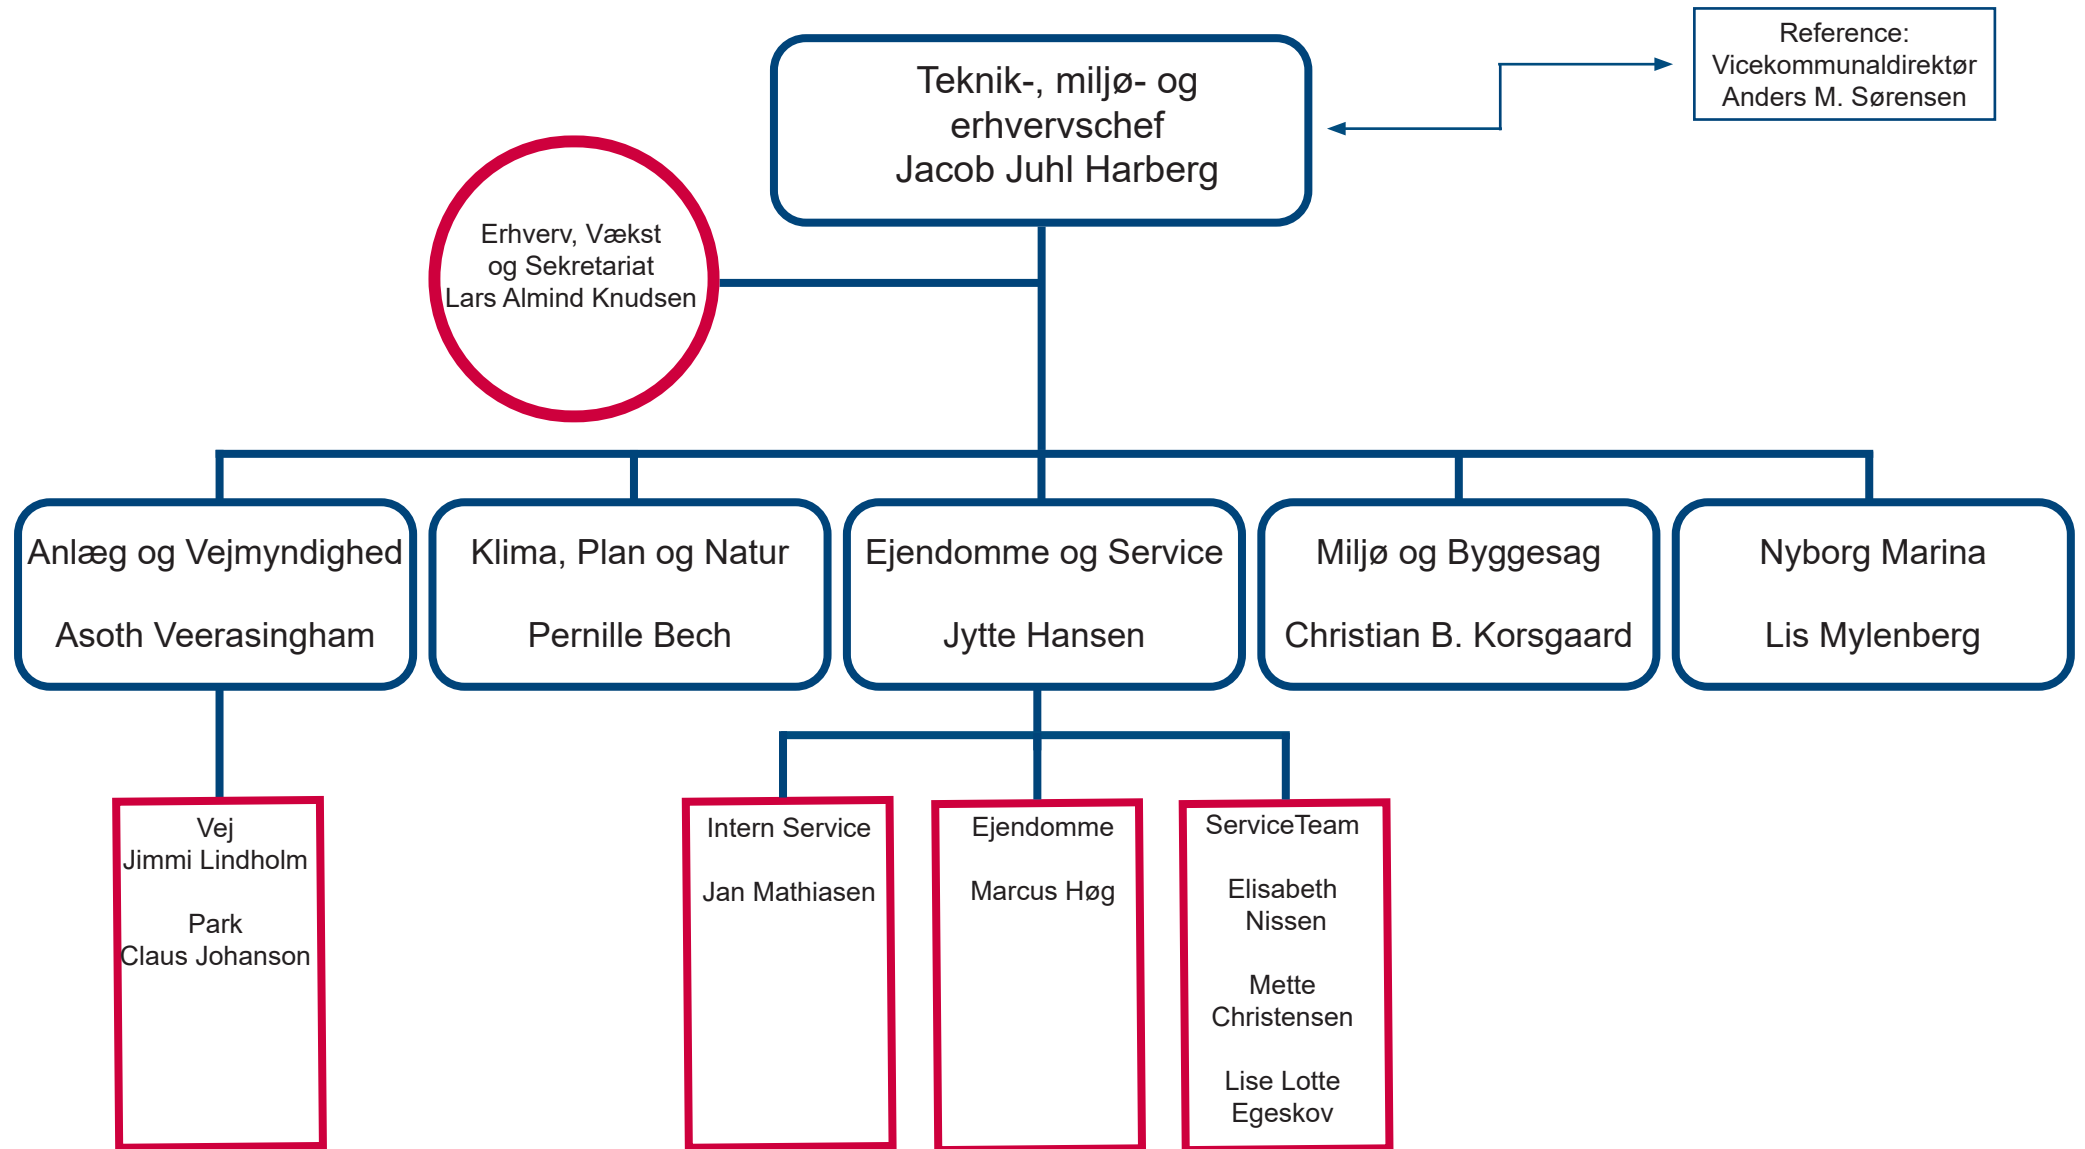 Reference:
Vicekommunaldirektør
Anders M. Sørensen
Teknik-, miljø- og
erhvervschef
Jacob Juhl Harberg
Erhverv, Vækst
og Sekretariat
Lars Almind Knudsen
Anlæg og Vejmyndighed
Asoth Veerasingham
Klima, Plan og Natur
Pernille Bech
Ejendomme og Service
Jytte Hansen
Miljø og Byggesag
Christian B. Korsgaard
Nyborg Marina
Lis Mylenberg
Vej
Jimmi Lindholm
Park
Claus Johanson
Intern Service
Jan Mathiasen
Ejendomme
Marcus Høg
ServiceTeam
Elisabeth
Nissen
Mette
Christensen
Lise Lotte
Egeskov